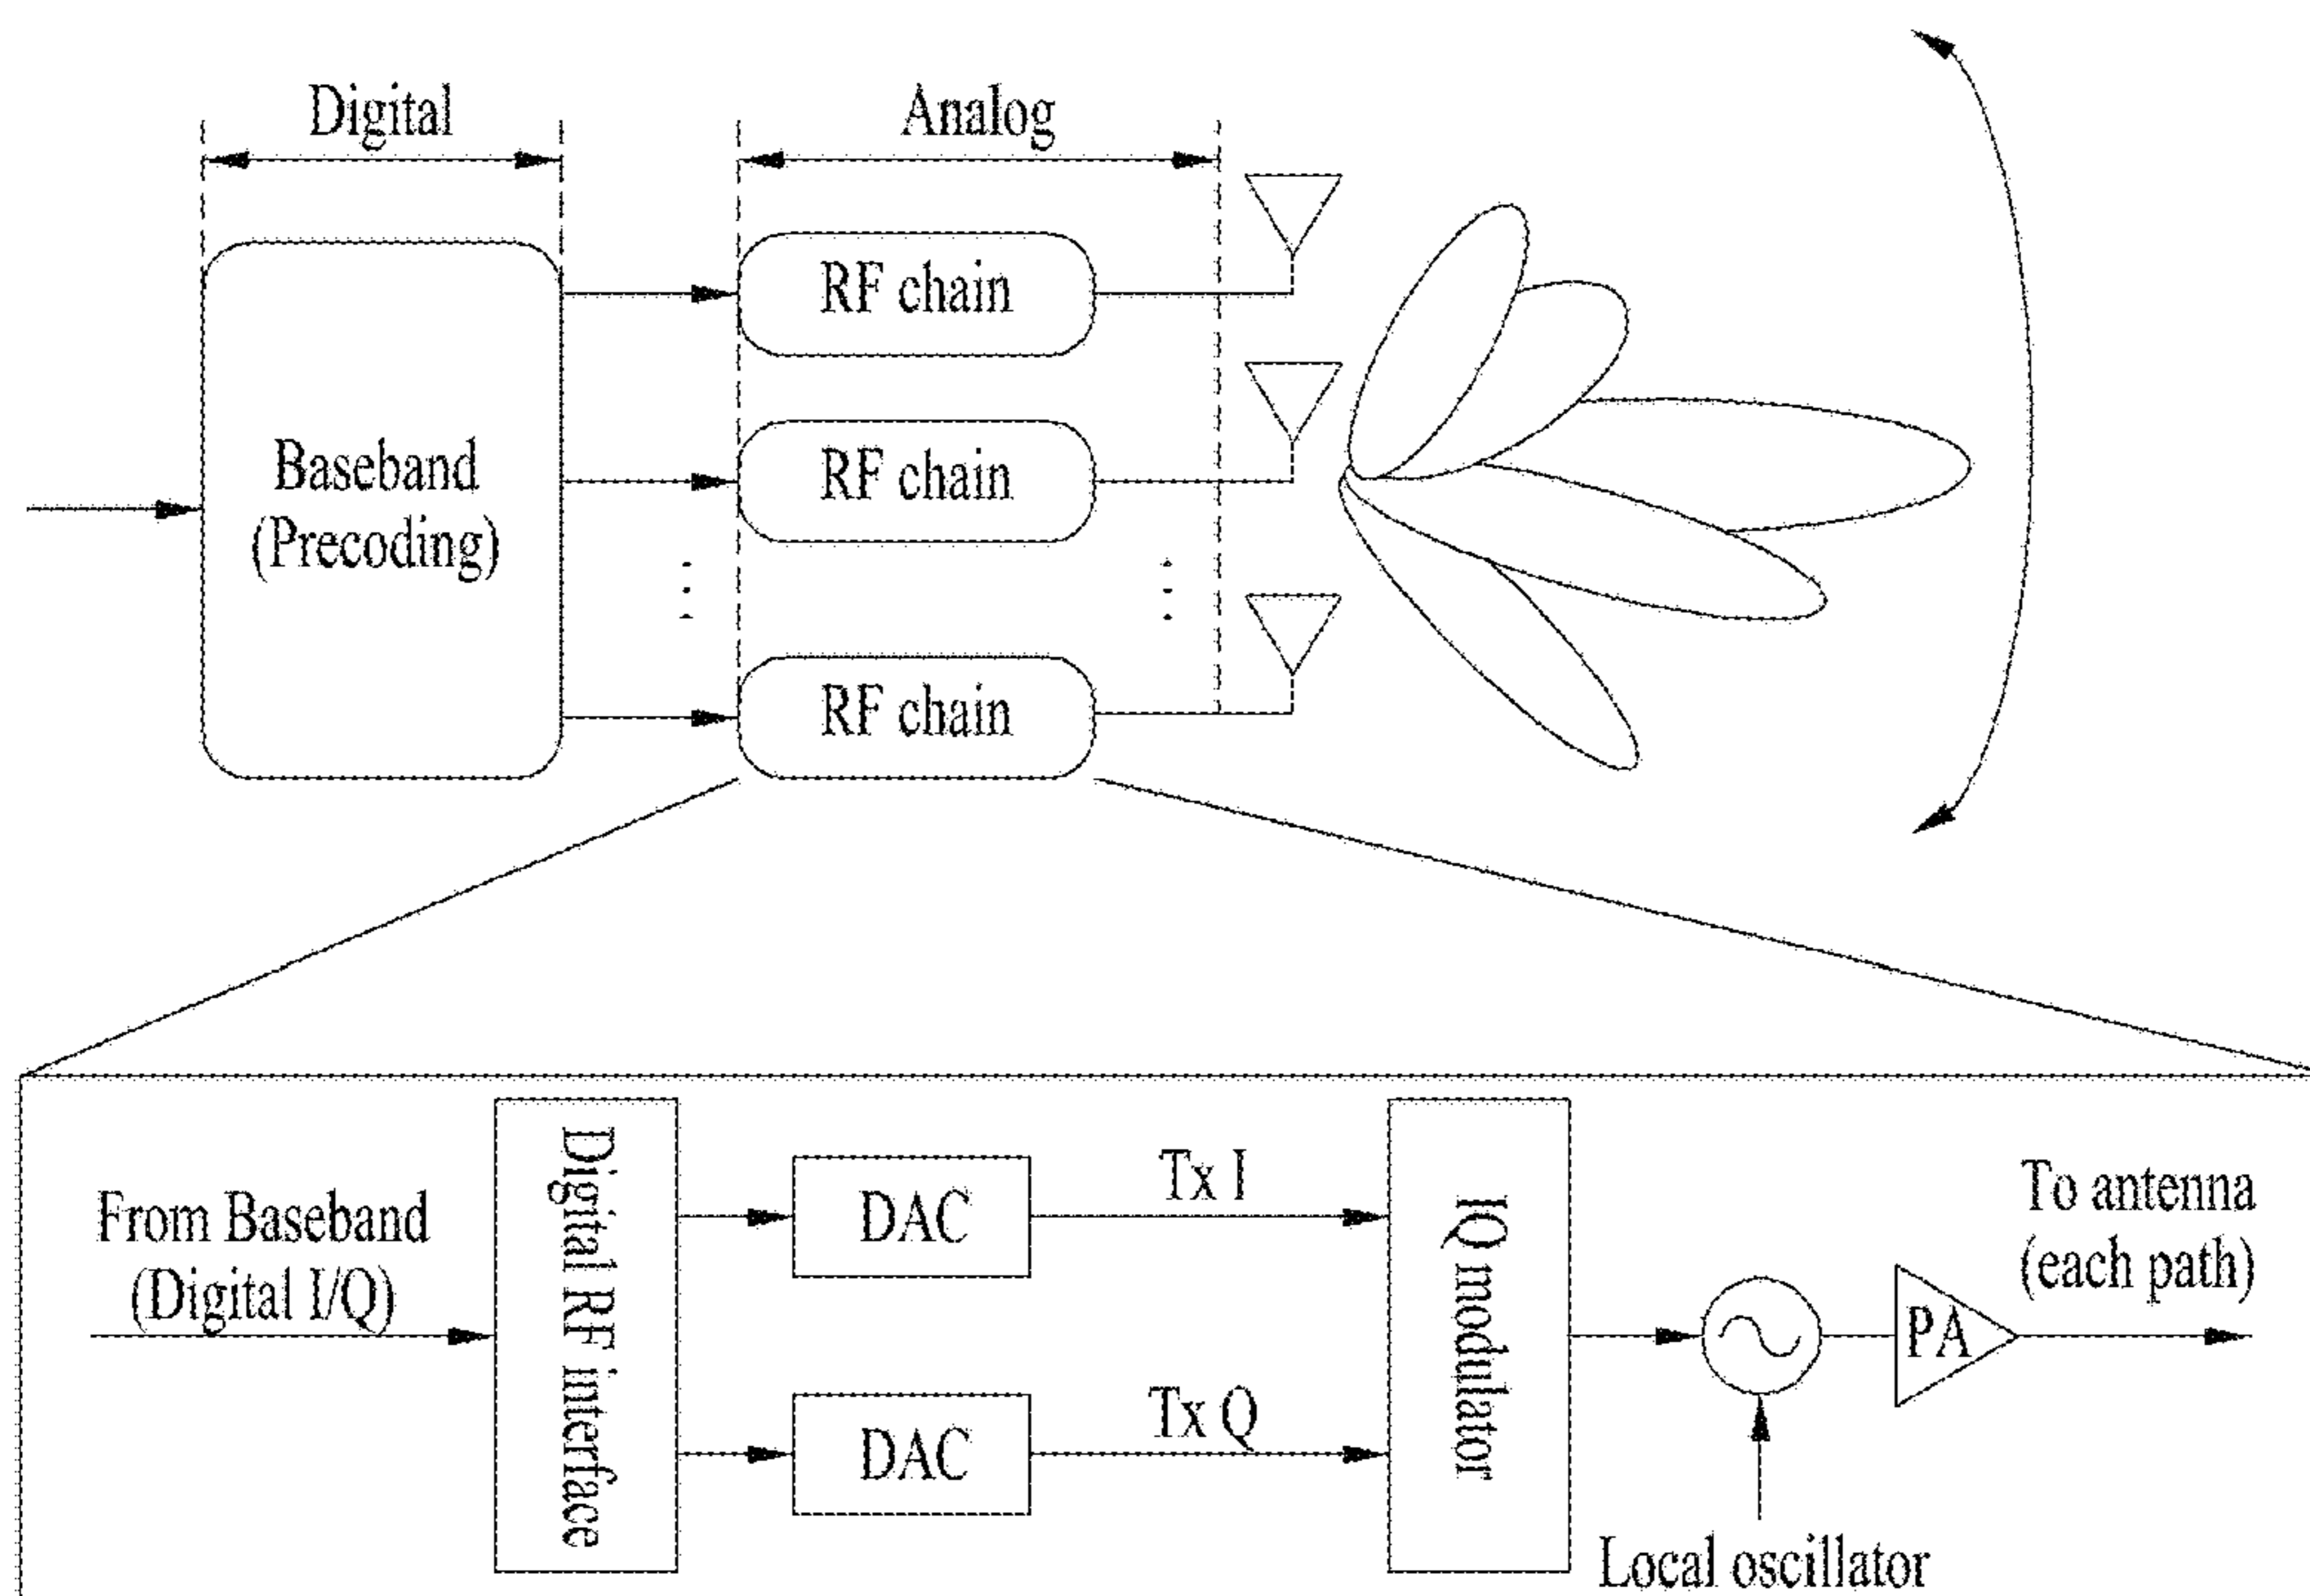 Digital
Analog
RF chain
RF chain
Baseband
(Precoding)
RF chain
From Baseband
(Digital I/Q)
Digital RF interface
DAC
Tx I
DAC
Tx Q
IQ modulator
Local oscillator
PA
To antenna
(each path)